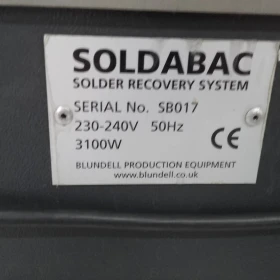 SOLDABAC
SOLDER RECOVERY SYSTEM
SERIAL No. SB017
230-240V 50Hz
3100W CE
BLUNDELL PRODUCTION EQUIPMENT
www.blundell.co.uk